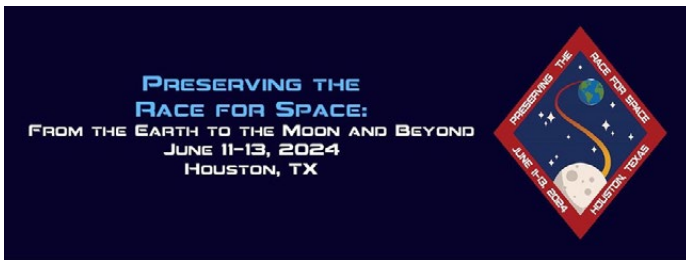 PRESERVING THE
RACE FOR SPACE:
FROM THE EARTH TO THE MOON AND BEYOND
JUNE 11-13, 2024
HOUSTON, TX
PRESERVING THE
RACE FOR SPACE
JUNE 11-13, 2024
HOUSTON, TEXAS